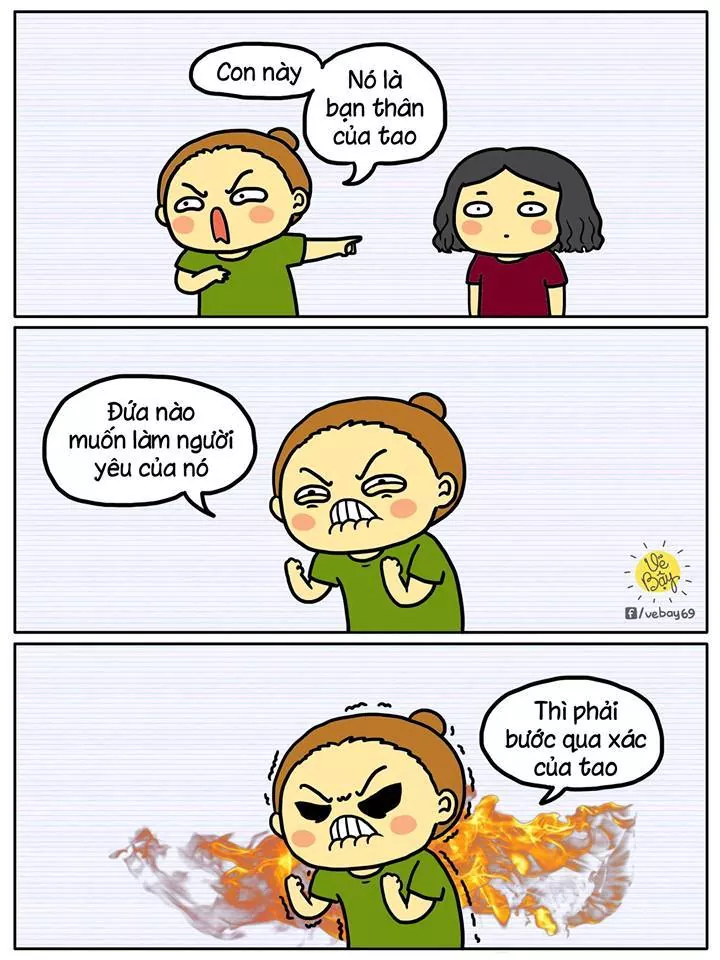 Con này
Nó là
bạn thân
của tao
Đứa nào
muốn làm người
yêu của nó
Vẽ
Bậy
f/vebay69
Thì phải
bước qua xác
của tao